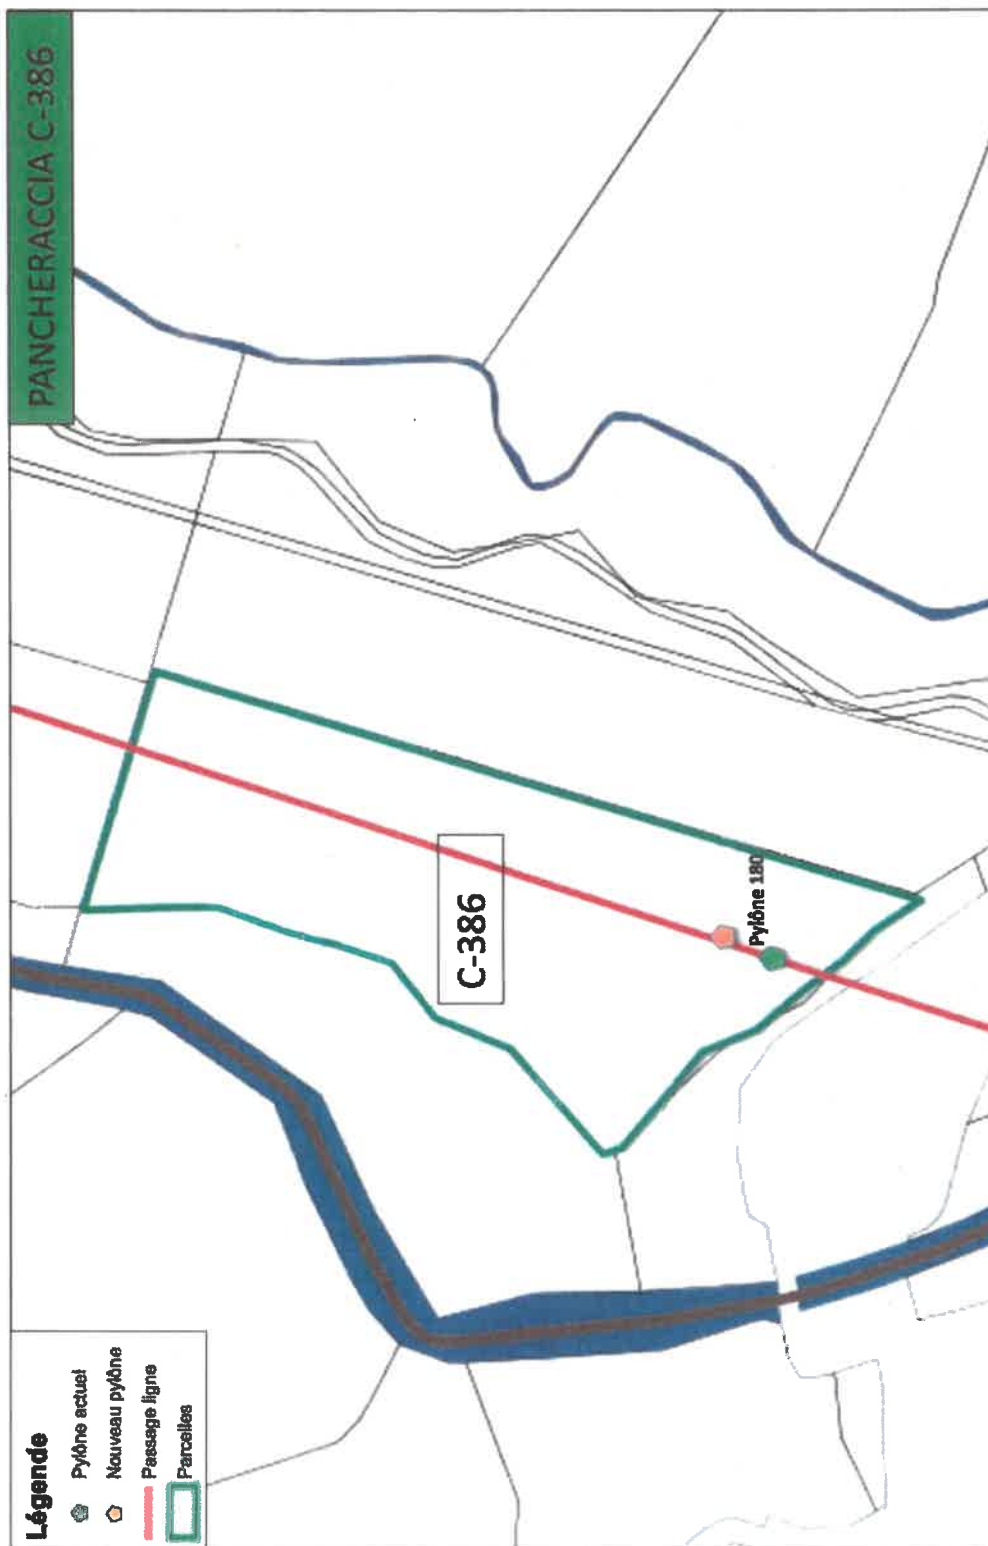 PANCHERACCIA C-386
C-386
Pylône 180
Légende
Pylône actuel
Nouveau pylône
Passage ligne
Parcelles